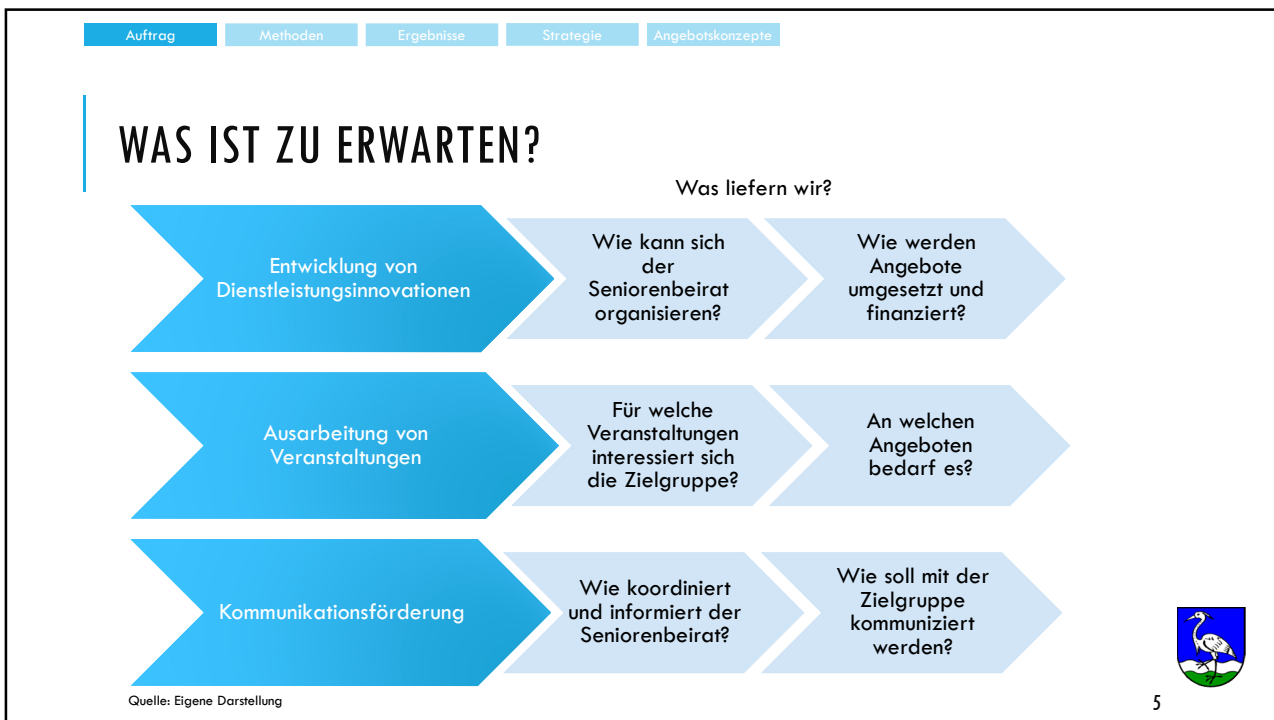 Auftrag
Methoden
Ergebnisse
Strategie
Angebotskonzepte
WAS IST ZU ERWARTEN?
Was liefern wir?
Entwicklung von
Dienstleistungsinnovationen
Wie kann sich
der
Seniorenbeirat
organisieren?
Wie werden
Angebote
umgesetzt und
finanziert?
Ausarbeitung von
Veranstaltungen
Für welche
Veranstaltungen
interessiert sich
die Zielgruppe?
An welchen
Angeboten
bedarf es?
Kommunikationsförderung
Wie koordiniert
und informiert der
Seniorenbeirat?
Wie soll mit der
Zielgruppe
kommuniziert
werden?
Quelle: Eigene Darstellung
5